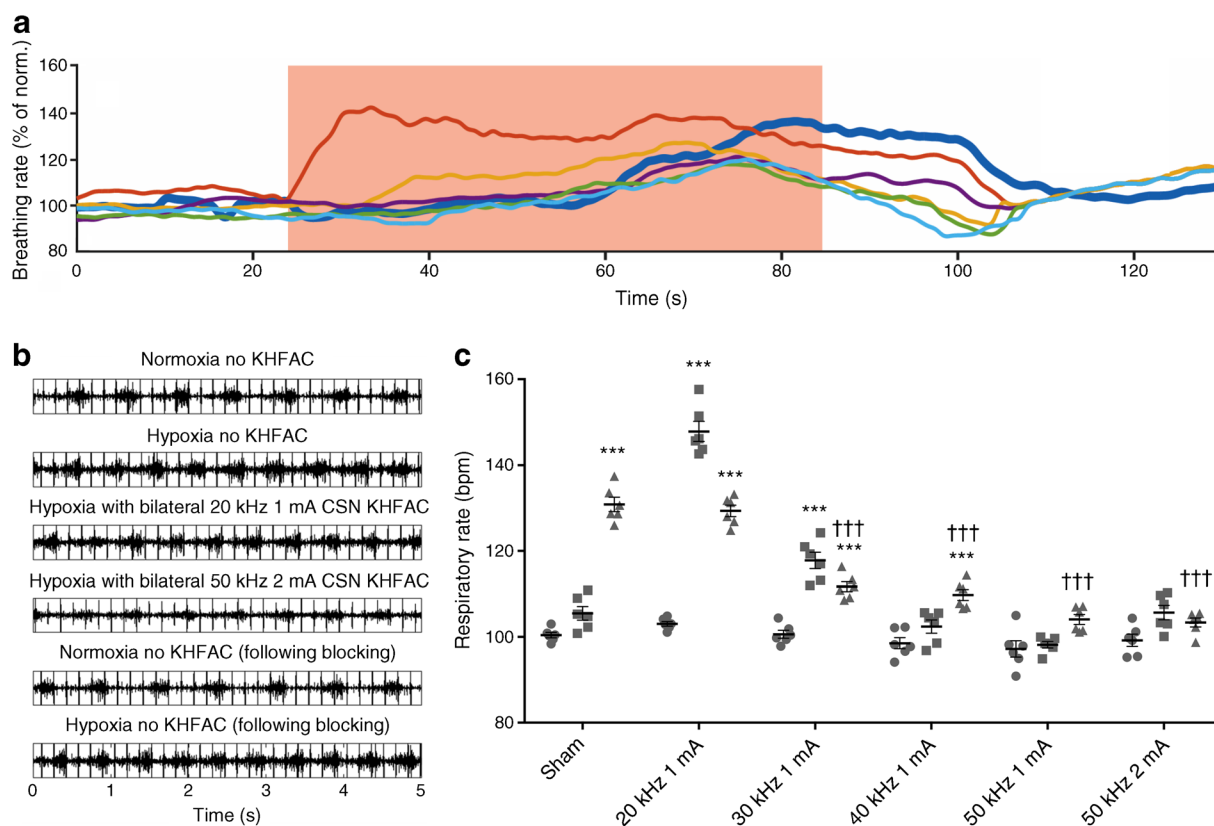 a
Breathing rate (% of norm.)
160
140
120
100
80
0 20 40 60 80 100 120
Time (s)
b
Normoxia no KHFAC
Hypoxia no KHFAC
Hypoxia with bilateral 20 kHz 1 mA CSN KHFAC
Hypoxia with bilateral 50 kHz 2 mA CSN KHFAC
Normoxia no KHFAC (following blocking)
Hypoxia no KHFAC (following blocking)
0 1 2 3 4 5
Time (s)
c
Respiratory rate (bpm)
160
140
120
100
80
***
***
***
***
†††
***
†††
***
†††
†††
Sham
20 kHz 1 mA
30 kHz 1 mA
40 kHz 1 mA
50 kHz 1 mA
50 kHz 2 mA